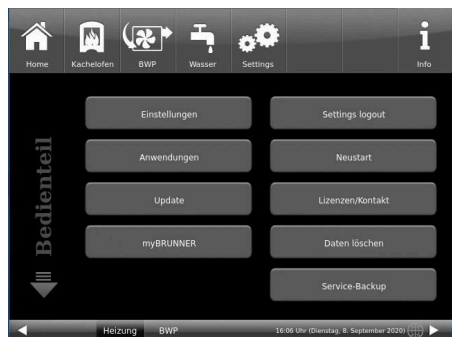 Home Kachelofen BWP Wasser Settings Info
Bedienteil
Einstellungen Settings logout
Anwendungen Neustart
Update Lizenzen/Kontakt
myBRUNNER Daten löschen
Service-Backup
Heizung BWP 16:06 Uhr (Dienstag, 8. September 2020)